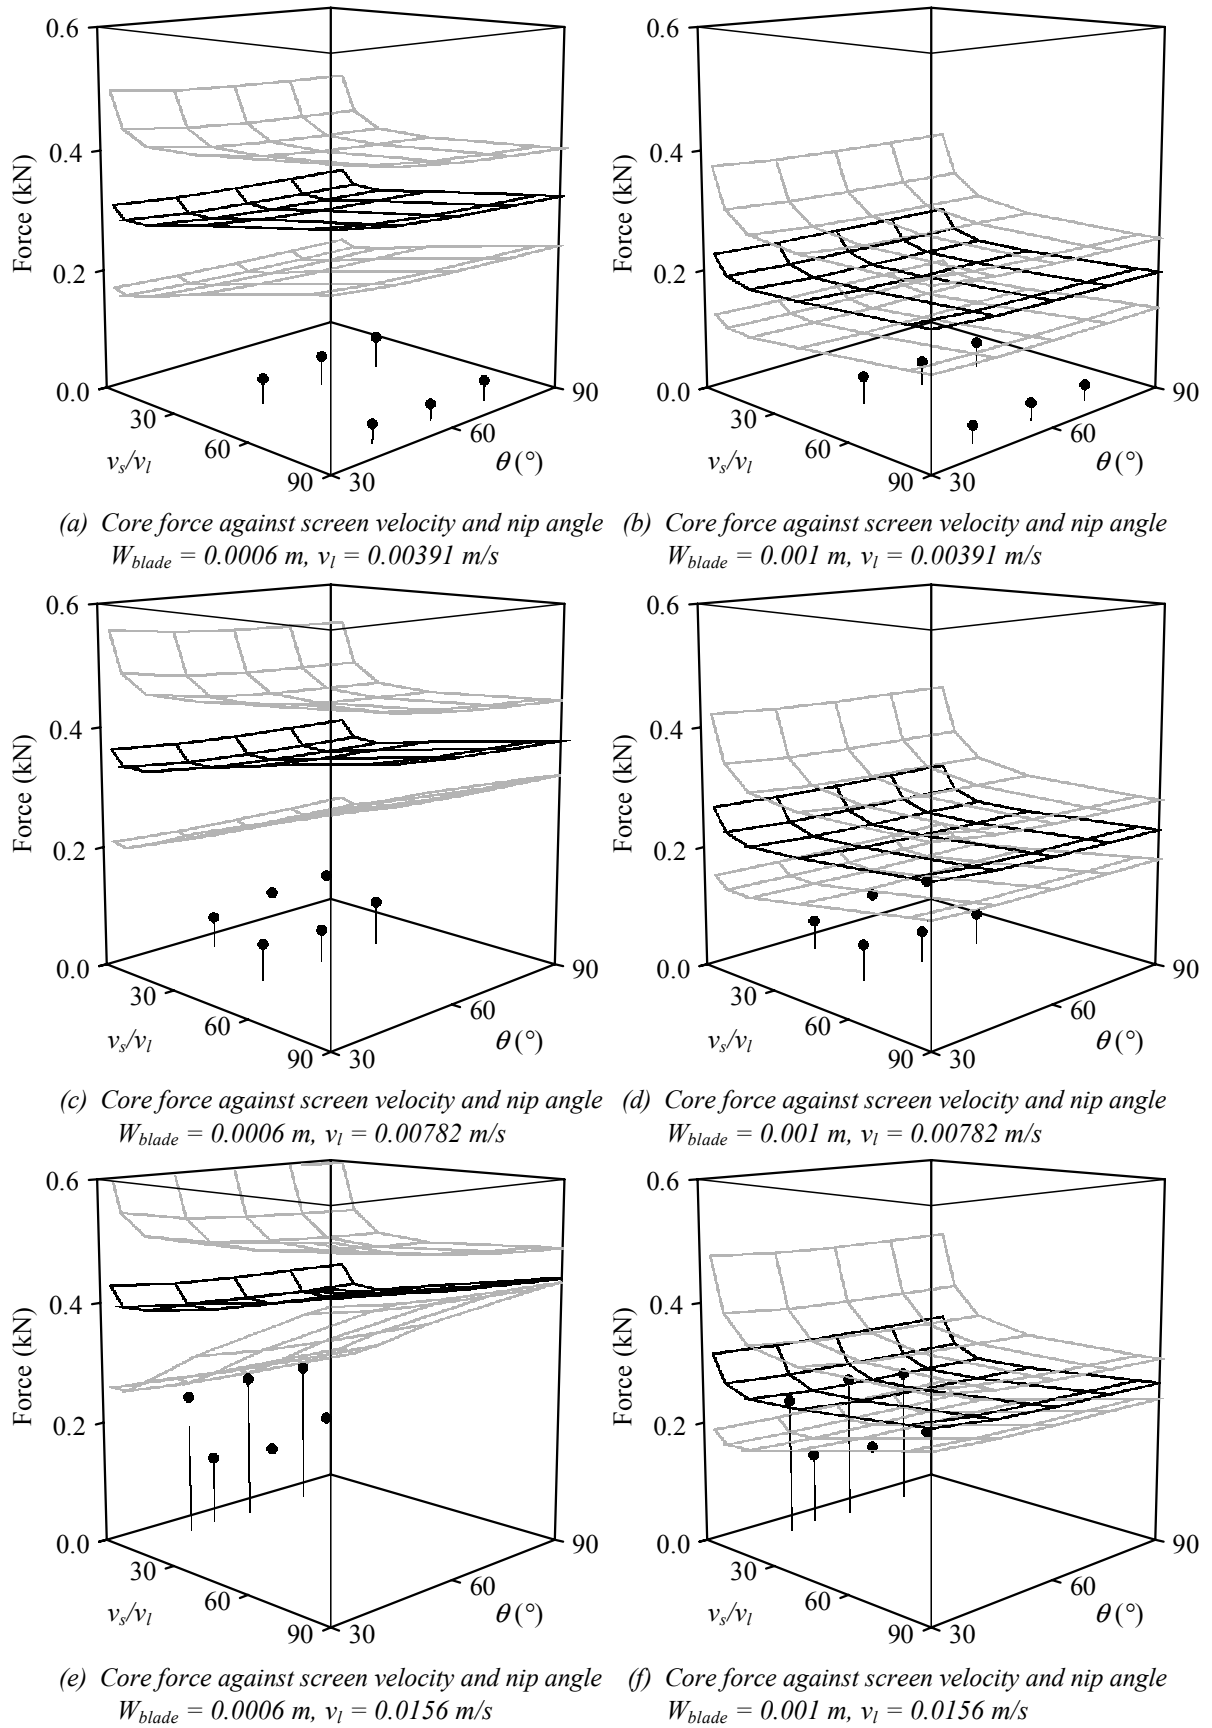 0.6
0.4
0.2
0.0
Force (kN)
30
60
90
v_s/v_l
30
60
90
θ (°)
0.6
0.4
0.2
0.0
Force (kN)
30
60
90
v_s/v_l
30
60
90
θ (°)
(a) Core force against screen velocity and nip angle
W_blade = 0.0006 m, v_l = 0.00391 m/s
(b) Core force against screen velocity and nip angle
W_blade = 0.001 m, v_l = 0.00391 m/s
0.6
0.4
0.2
0.0
Force (kN)
30
60
90
v_s/v_l
30
60
90
θ (°)
0.6
0.4
0.2
0.0
Force (kN)
30
60
90
v_s/v_l
30
60
90
θ (°)
(c) Core force against screen velocity and nip angle
W_blade = 0.0006 m, v_l = 0.00782 m/s
(d) Core force against screen velocity and nip angle
W_blade = 0.001 m, v_l = 0.00782 m/s
0.6
0.4
0.2
0.0
Force (kN)
30
60
90
v_s/v_l
30
60
90
θ (°)
0.6
0.4
0.2
0.0
Force (kN)
30
60
90
v_s/v_l
30
60
90
θ (°)
(e) Core force against screen velocity and nip angle
W_blade = 0.0006 m, v_l = 0.0156 m/s
(f) Core force against screen velocity and nip angle
W_blade = 0.001 m, v_l = 0.0156 m/s